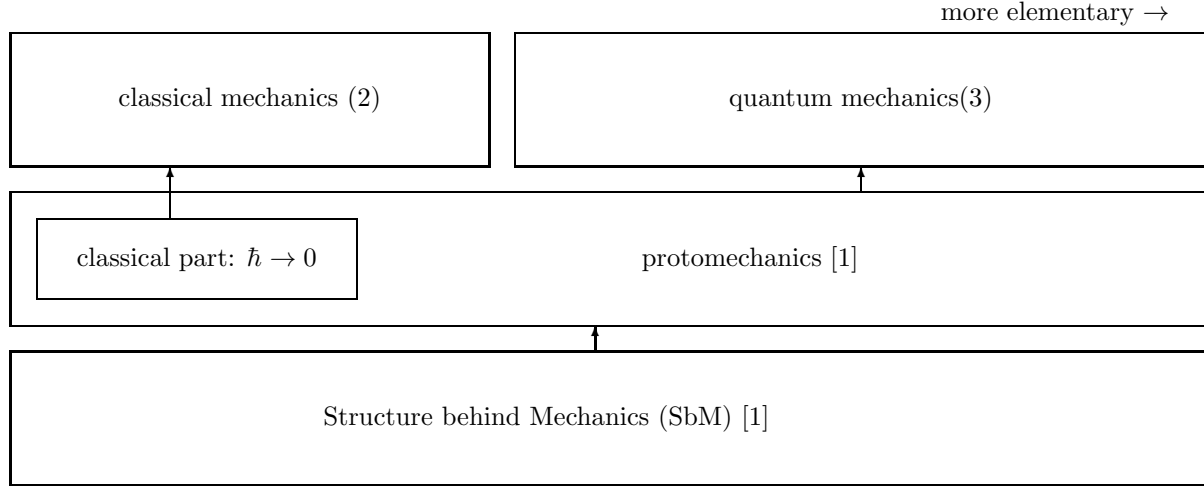 more elementary →
classical mechanics (2)
quantum mechanics(3)
classical part: ℏ → 0
protomechanics [1]
Structure behind Mechanics (SbM) [1]